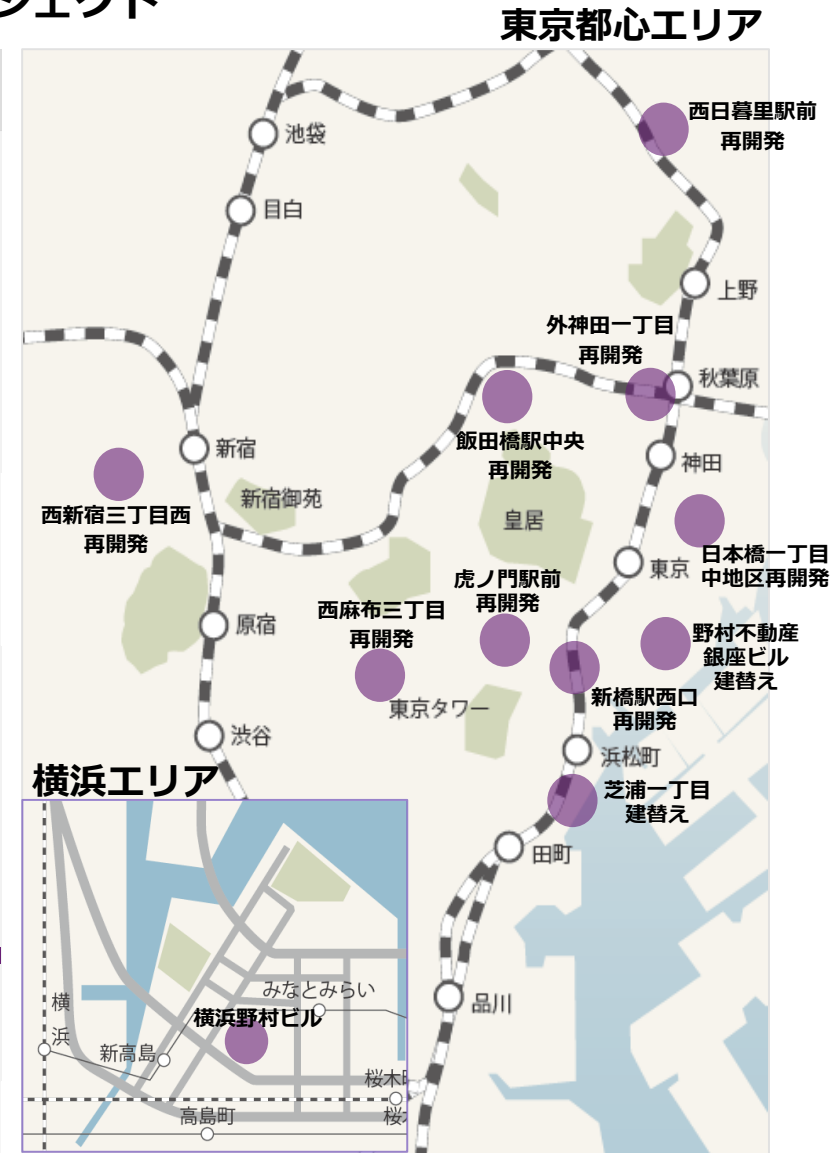 ジェクト
東京都心エリア
西日暮里駅前
再開発
池袋
目白
上野
外神田一丁目
再開発
秋葉原
飯田橋駅中央
再開発
新宿
神田
西新宿三丁目西
再開発
新宿御苑
皇居
東京
日本橋一丁目
中地区再開発
虎ノ門駅前
再開発
西麻布三丁目
再開発
原宿
野村不動産
銀座ビル
建替え
新橋駅西口
再開発
東京タワー
渋谷
浜松町
横浜エリア
芝浦一丁目
建替え
田町
品川
みなとみらい
横浜
横浜野村ビル
新高島
桜木
高島町
桜